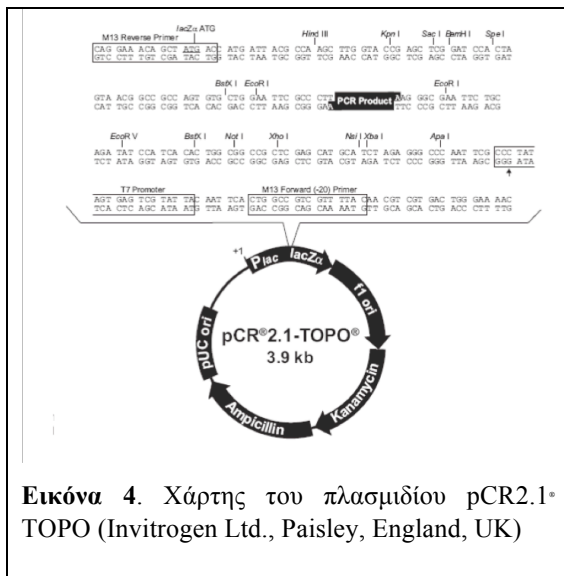 lacZα ATG
M13 Reverse Primer Hind III Kpn I Sac I BamH I Spe I
CAG GAA ACA GCT ATG ACC ATG ATT ACG CCA AGC TTG GTA CCG AGC TCG GAT CCA CTA
GTC CTT TGT CGA TAC TGG TAC TAA TGC GGT TCG AAC CAT GGC TCG AGC CTA GGT GAT
BstX I EcoR I EcoR I
GTA ACG GCC GCC AGT GTG CTG GAA TTC GCC CTT PCR Product AAG GGC GAA TTC TGC
CAT TGC CGG CGG TCA CAC GAC CTT AAG CGG GAA TTC CCG CTT AAG ACG
EcoR V BstX I Not I Xho I Nsi I Xba I Apa I
AGA TAT CCA TCA CAC TGG CGG CCG CTC GAG CAT GCA TCT AGA GGG CCC AAT TCG CCC TAT
TCT ATA GGT AGT GTG ACC GCC GGC GAG CTC GTA CGT AGA TCT CCC GGG TTA AGC GGG ATA
T7 Promoter M13 Forward (-20) Primer
AGT GAG TCG TAT TAC AAT TCA CTG GCC GTC GTT TTA CAA CGT CGT GAC TGG GAA AAC
TCA CTC AGC ATA ATG TTA AGT GAC CGG CAG CAA AAT GTT GCA GCA CTG ACC CTT TTG
+1 Plac lacZα
f1 ori
pUC ori
pCR®2.1-TOPO®
3.9 kb
Kanamycin
Ampicillin
Εικόνα 4. Χάρτης του πλασμιδίου pCR2.1®
TOPO (Invitrogen Ltd., Paisley, England, UK)